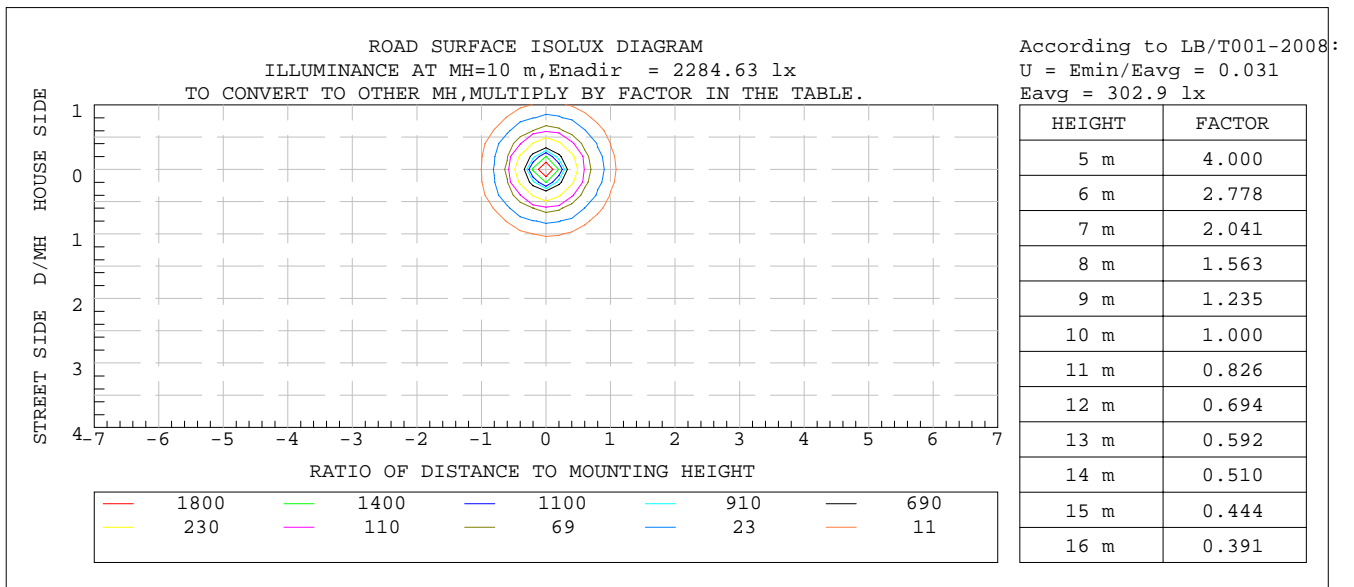 ROAD SURFACE ISOLUX DIAGRAM
ILLUMINANCE AT MH=10 m,Enadir = 2284.63 lx
TO CONVERT TO OTHER MH,MULTIPLY BY FACTOR IN THE TABLE.
STREET SIDE D/MH HOUSE SIDE
1
0
1
2
3
4
-7 -6 -5 -4 -3 -2 -1 0 1 2 3 4 5 6 7
RATIO OF DISTANCE TO MOUNTING HEIGHT
1800 1400 1100 910 690
230 110 69 23 11
According to LB/T001-2008:
U = Emin/Eavg = 0.031
Eavg = 302.9 lx
HEIGHT FACTOR
5 m 4.000
6 m 2.778
7 m 2.041
8 m 1.563
9 m 1.235
10 m 1.000
11 m 0.826
12 m 0.694
13 m 0.592
14 m 0.510
15 m 0.444
16 m 0.391